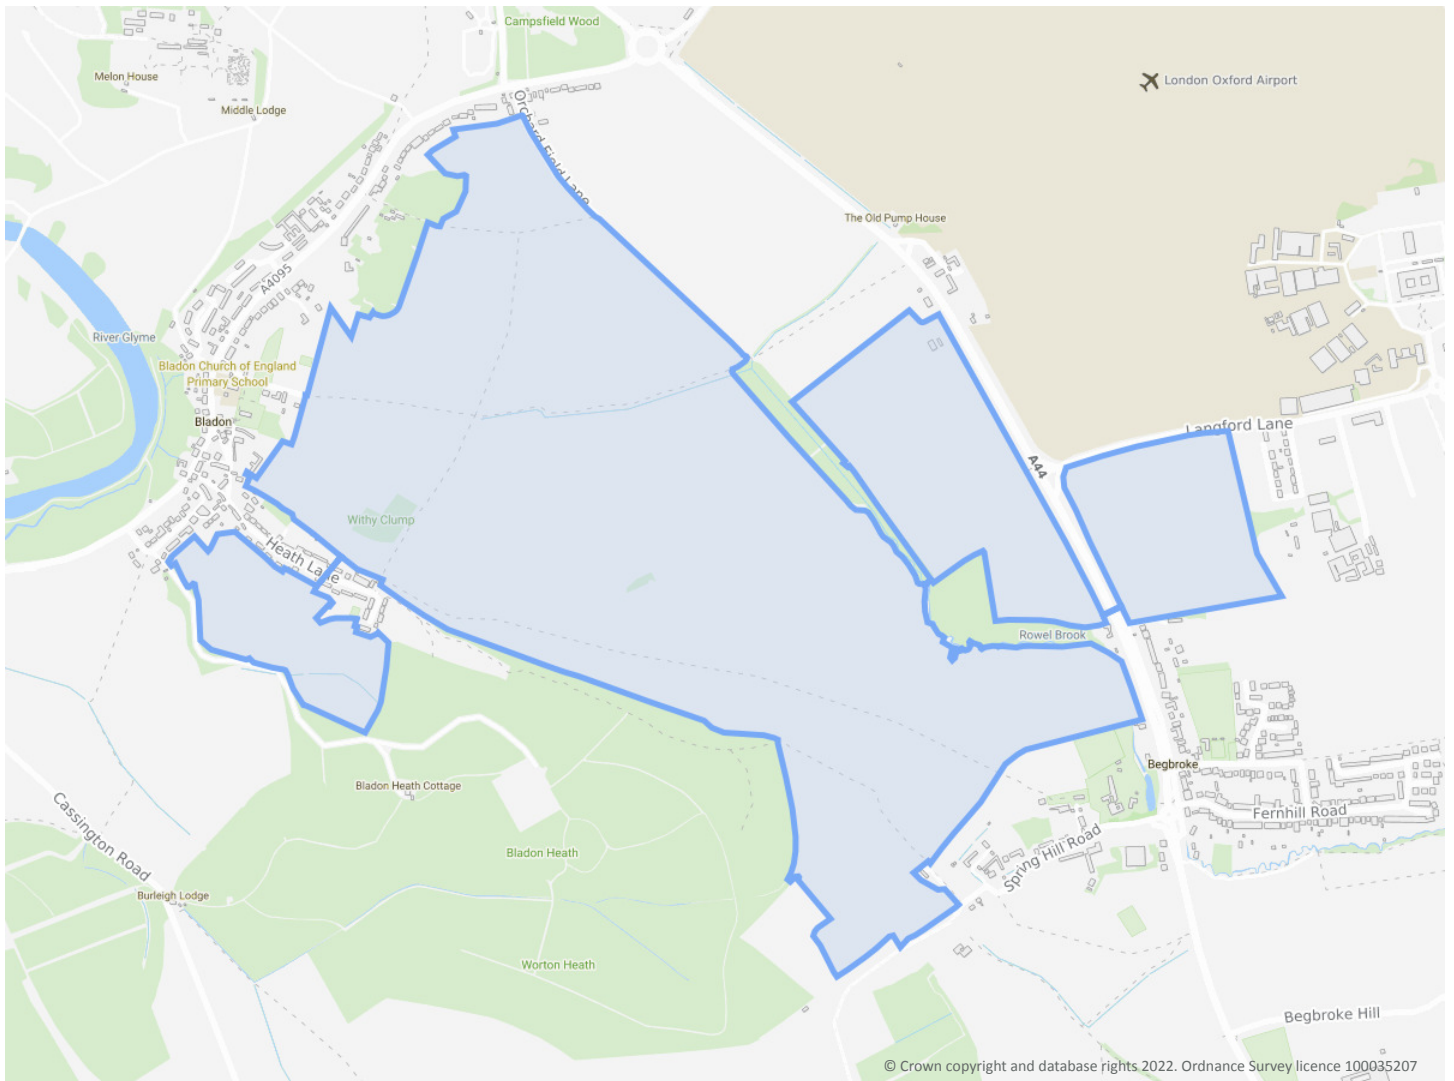 Campsfield Wood
Melon House
London Oxford Airport
Middle Lodge
Orchard Field Lane
The Old Pump House
A4095
River Glyme
Bladon Church of England
Primary School
Bladon
Langford Lane
A44
Withy Clump
Heath Lane
Rowel Brook
Begbroke
Bladon Heath Cottage
Fernhill Road
Cassington Road
Spring Hill Road
Bladon Heath
Burleigh Lodge
Worton Heath
Begbroke Hill
© Crown copyright and database rights 2022. Ordnance Survey licence 100035207